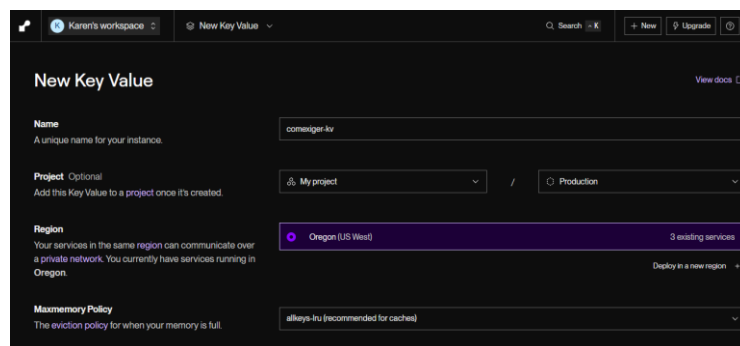 K Karen's workspace
New Key Value
Search
K
+ New
Upgrade
New Key Value
View docs
Name
A unique name for your instance.
comexiger-kv
Project Optional
Add this Key Value to a project once it's created.
My project
/
Production
Region
Your services in the same region can communicate over
a private network. You currently have services running in
Oregon.
Oregon (US West)
3 existing services
Deploy in a new region +
Maxmemory Policy
The eviction policy for when your memory is full.
allkeys-lru (recommended for caches)